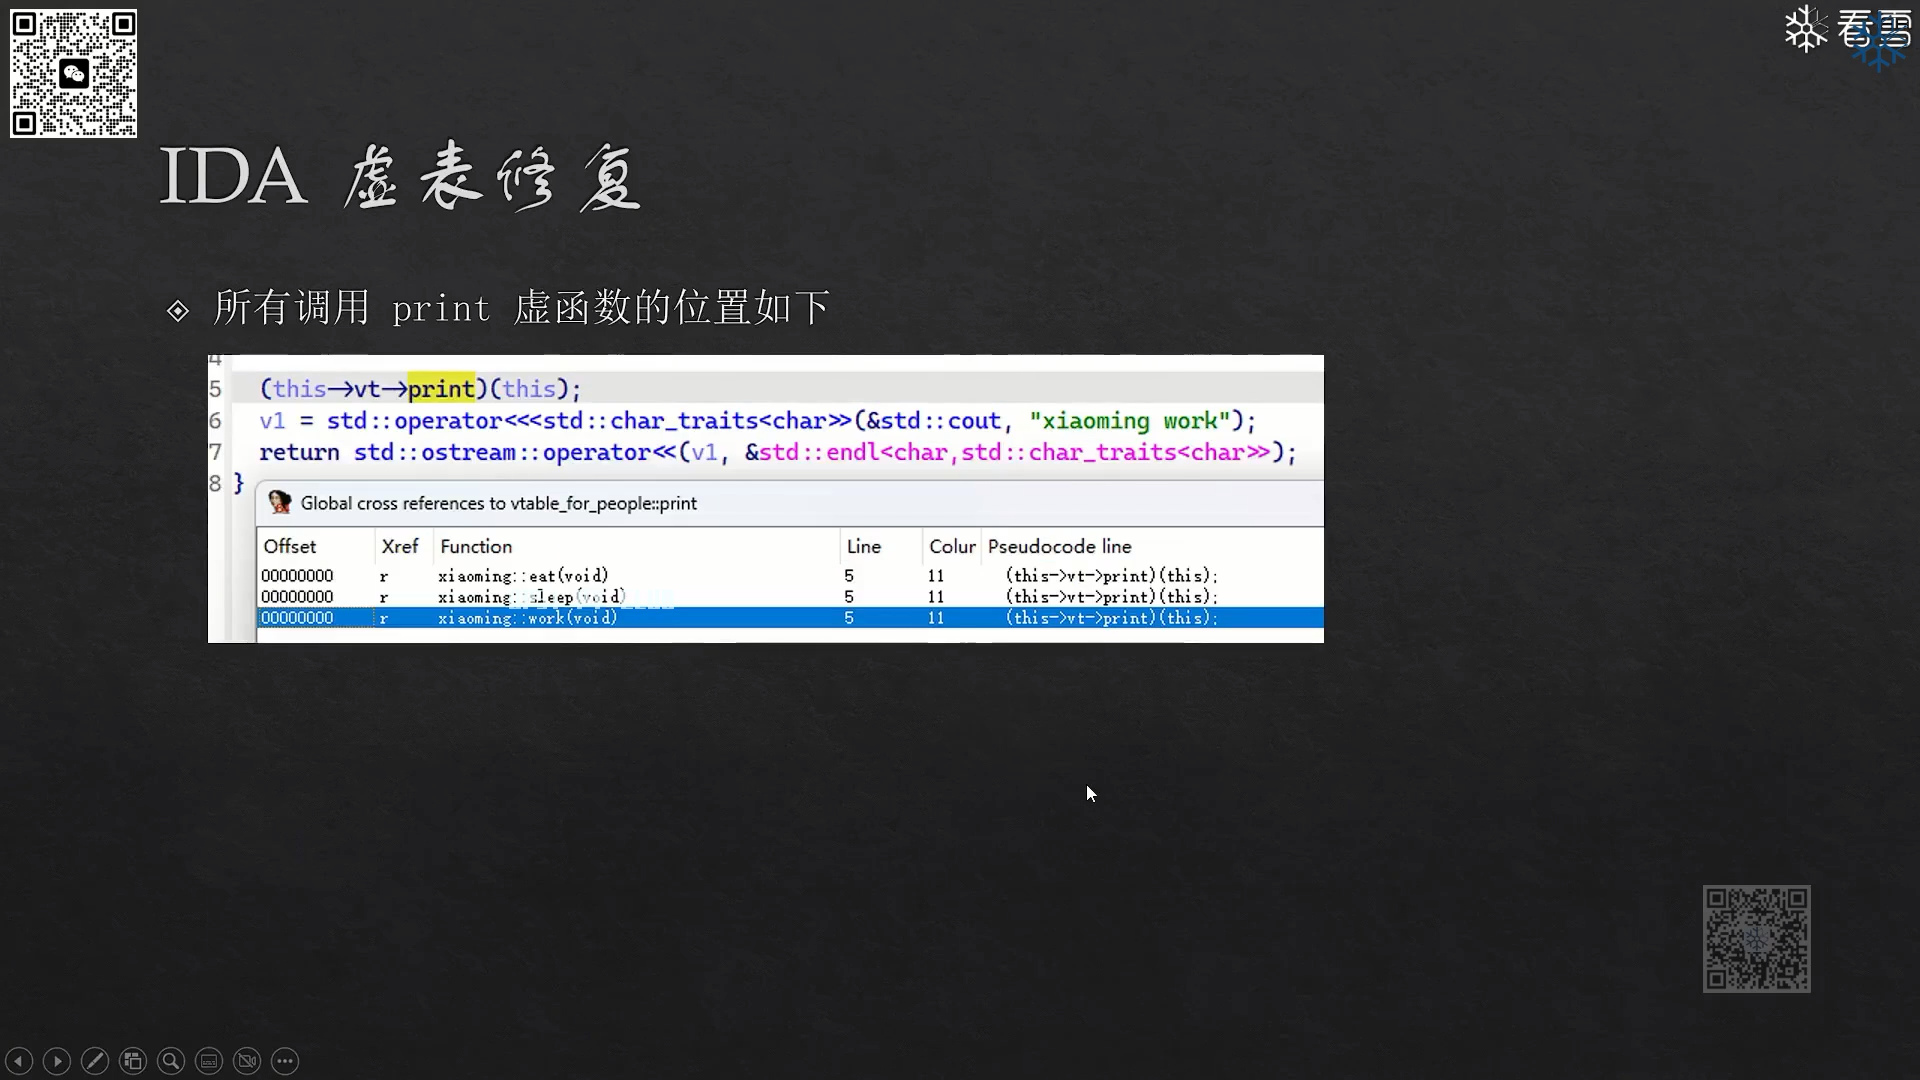 看雪
IDA 虚表修复
所有调用 print 虚函数的位置如下
4
5 (this->vt->print)(this);
6 v1 = std::operator<<<std::char_traits<char>>(&std::cout, "xiaoming work");
7 return std::ostream::operator<<(v1, &std::endl<char,std::char_traits<char>>);
8 }
Global cross references to vtable_for_people::print
Offset Xref Function Line Colur Pseudocode line
00000000 r xiaoming::eat(void) 5 11 (this->vt->print)(this);
00000000 r xiaoming::sleep(void) 5 11 (this->vt->print)(this);
00000000 r xiaoming::work(void) 5 11 (this->vt->print)(this);